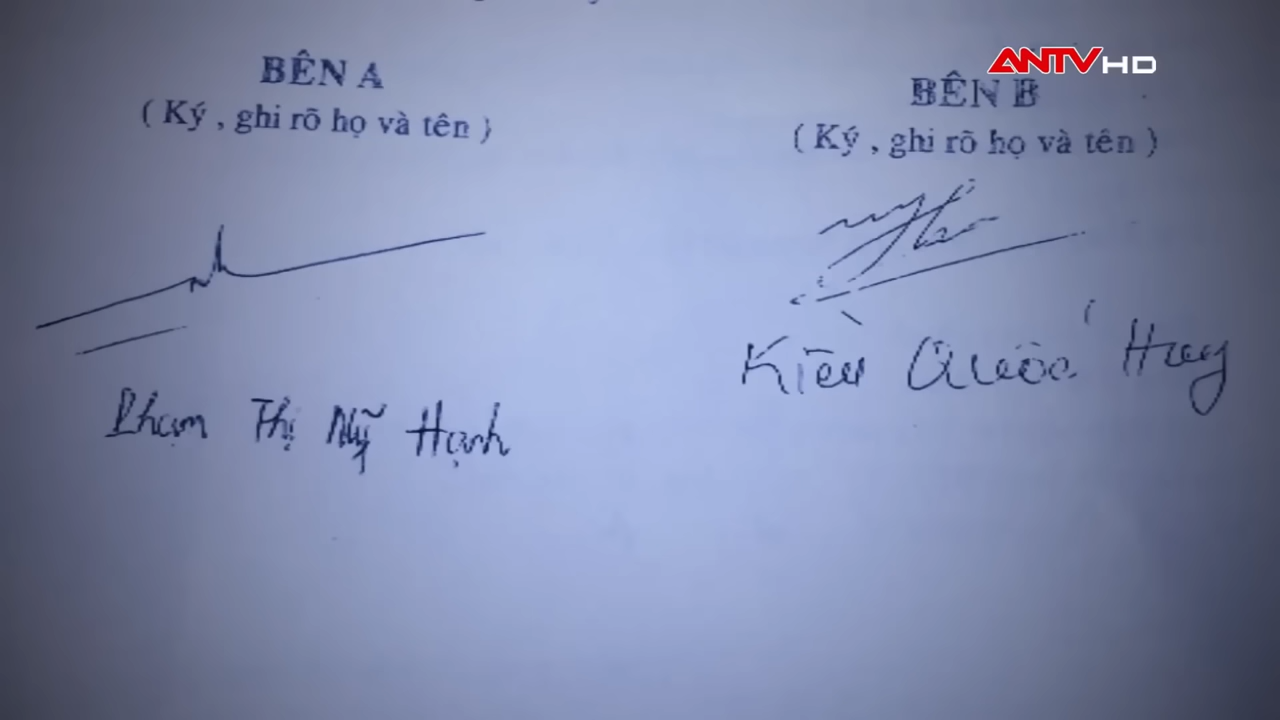 ANTV HD
BÊN A
( Ký , ghi rõ họ và tên )
Phạm Thị Mỹ Hạnh
BÊN B
( Ký , ghi rõ họ và tên )
Kiều Quốc Huy